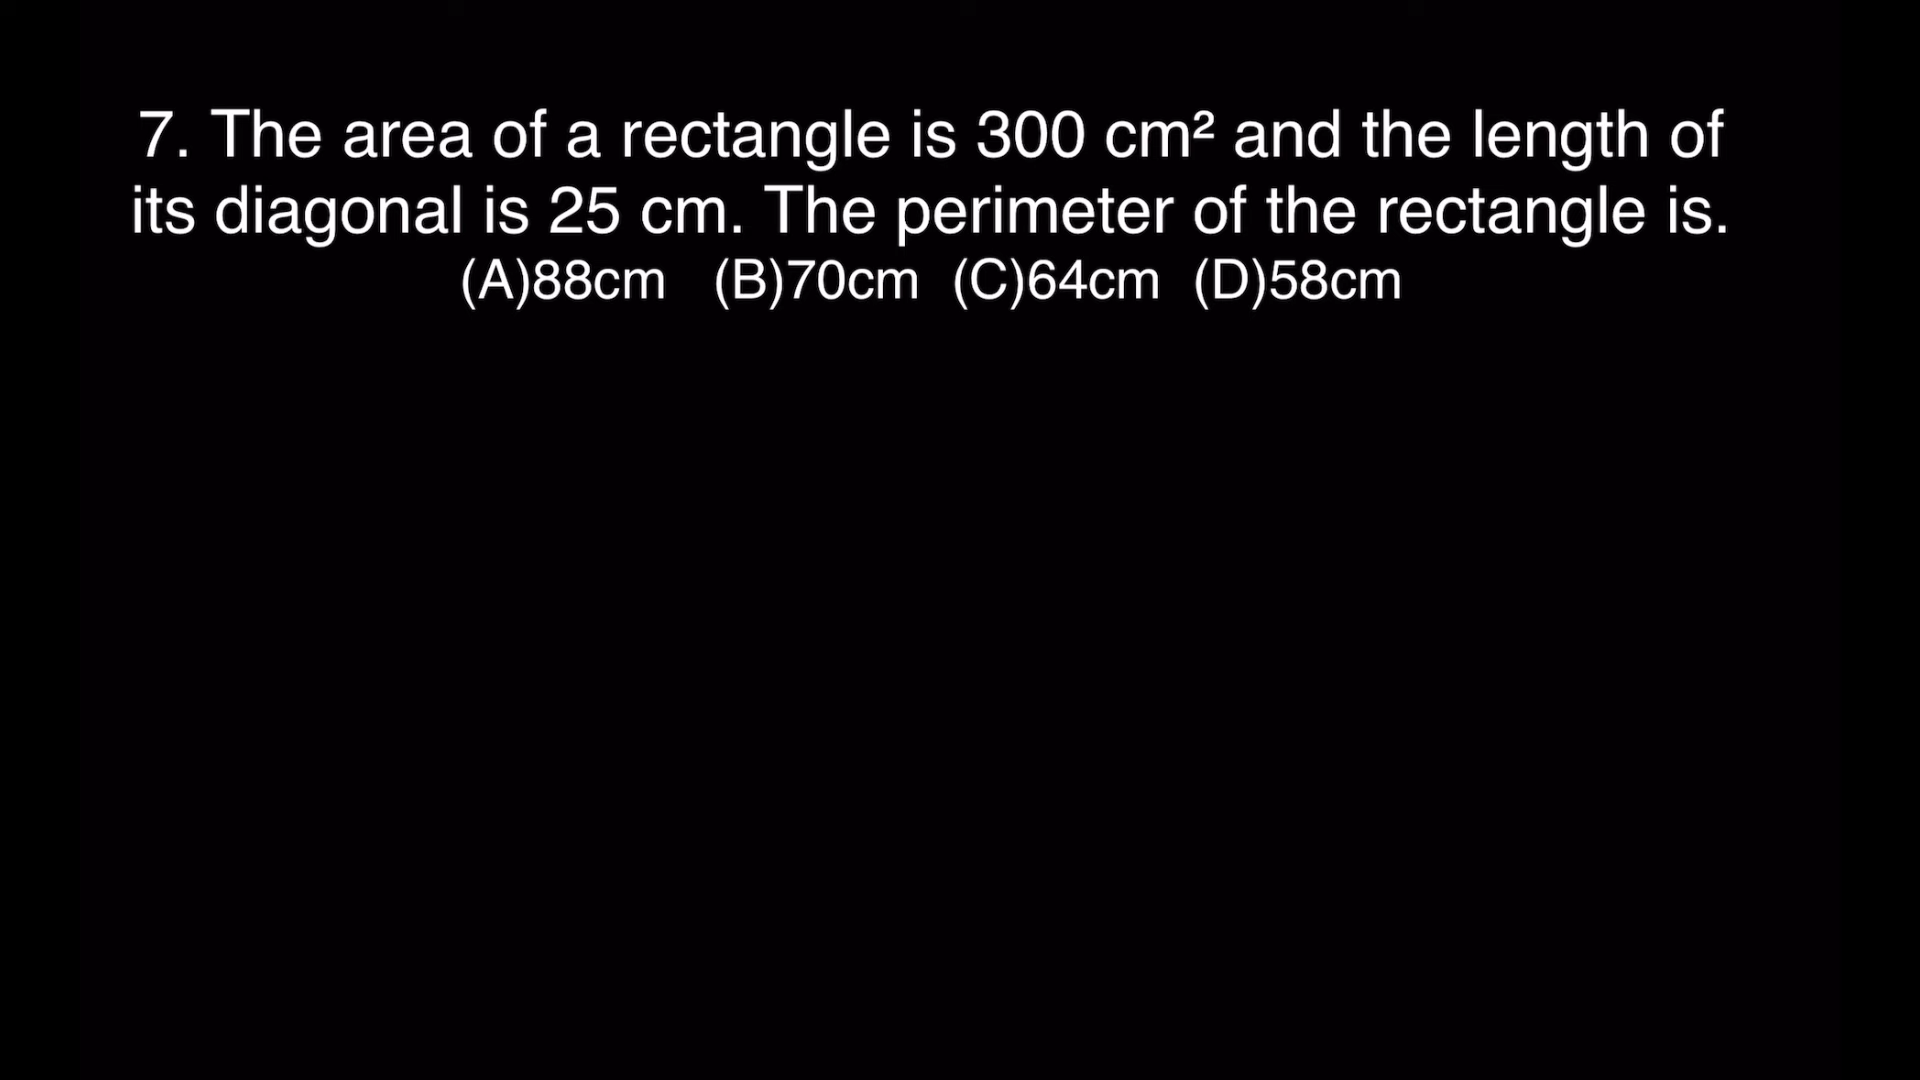 7. The area of a rectangle is 300 cm² and the length of
its diagonal is 25 cm. The perimeter of the rectangle is.
(A)88cm (B)70cm (C)64cm (D)58cm